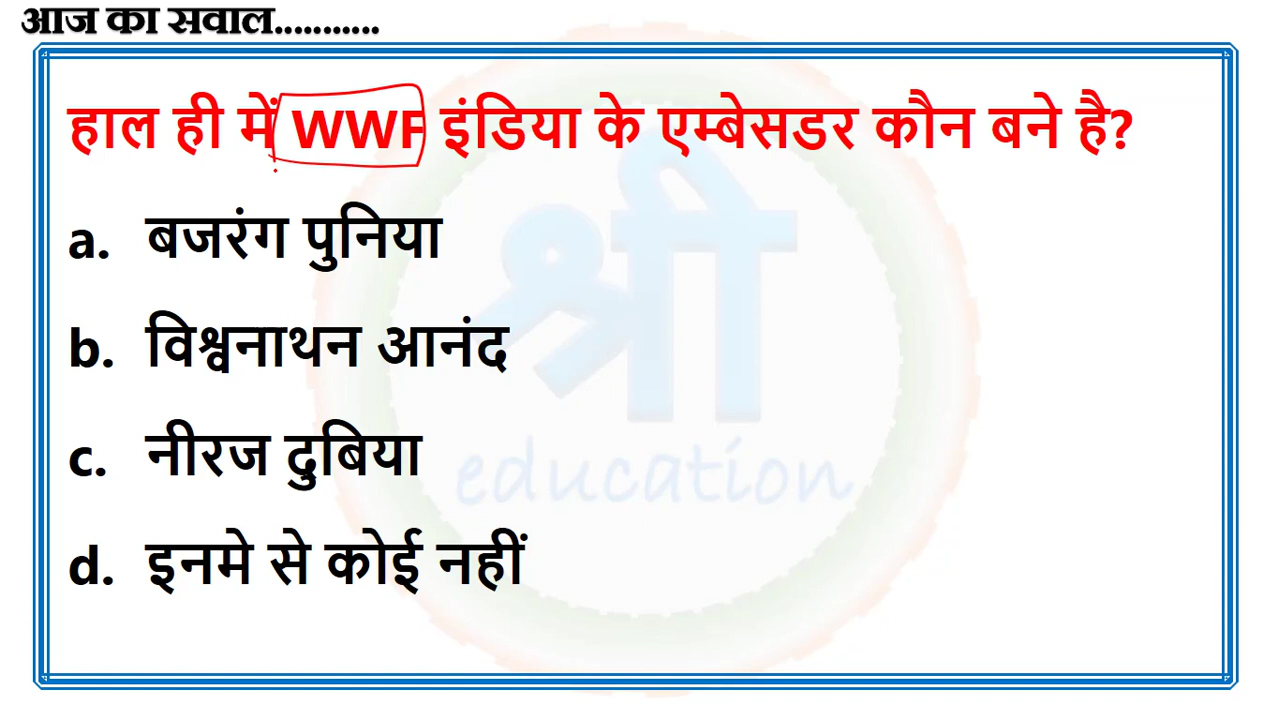 आज का सवाल...........
हाल ही में WWF इंडिया के एम्बेसडर कौन बने है?
a. बजरंग पुनिया
b. विश्वनाथन आनंद
c. नीरज दुबिया
d. इनमे से कोई नहीं
श्री
education